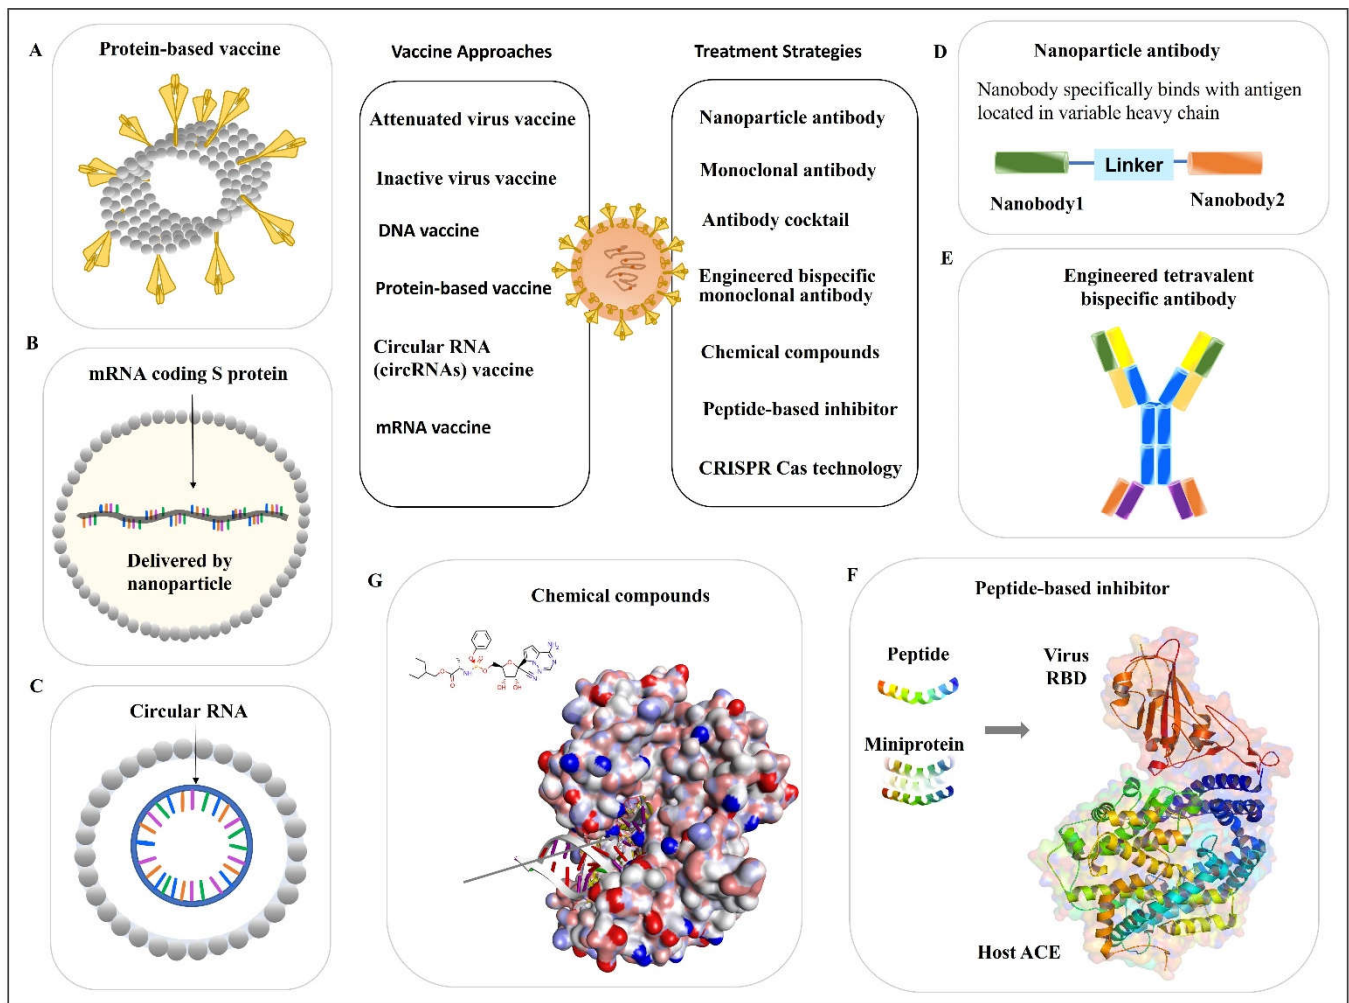 A
Protein-based vaccine
Vaccine Approaches
Attenuated virus vaccine
Inactive virus vaccine
DNA vaccine
Protein-based vaccine
Circular RNA
(circRNAs) vaccine
mRNA vaccine
Treatment Strategies
Nanoparticle antibody
Monoclonal antibody
Antibody cocktail
Engineered bispecific
monoclonal antibody
Chemical compounds
Peptide-based inhibitor
CRISPR Cas technology
D
Nanoparticle antibody
Nanobody specifically binds with antigen
located in variable heavy chain
Linker
Nanobody1
Nanobody2
B
mRNA coding S protein
Delivered by
nanoparticle
E
Engineered tetravalent
bispecific antibody
C
Circular RNA
G
Chemical compounds
F
Peptide-based inhibitor
Peptide
Miniprotein
Virus
RBD
Host ACE